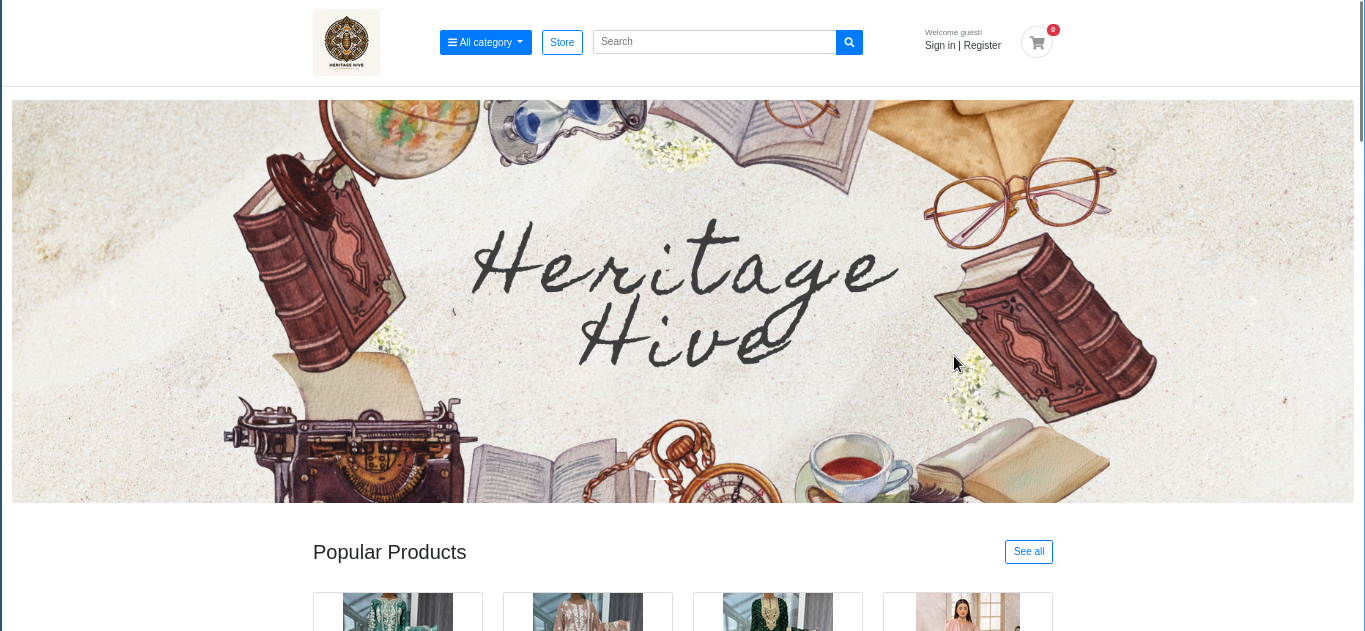 HERITAGE HIVE
All category
Store
Search
Welcome guest!
Sign in | Register
0
Heritage
Hive
Popular Products
See all